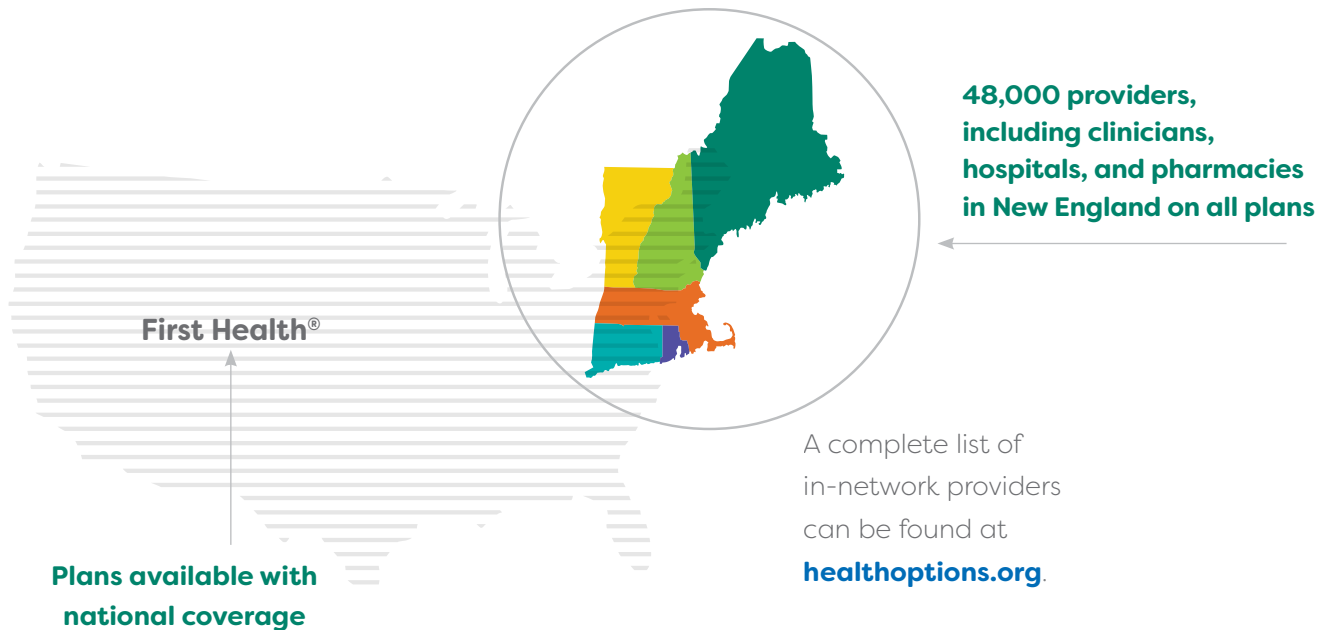 48,000 providers,
including clinicians,
hospitals, and pharmacies
in New England on all plans
First Health®
A complete list of
in-network providers
can be found at
healthoptions.org.
Plans available with
national coverage